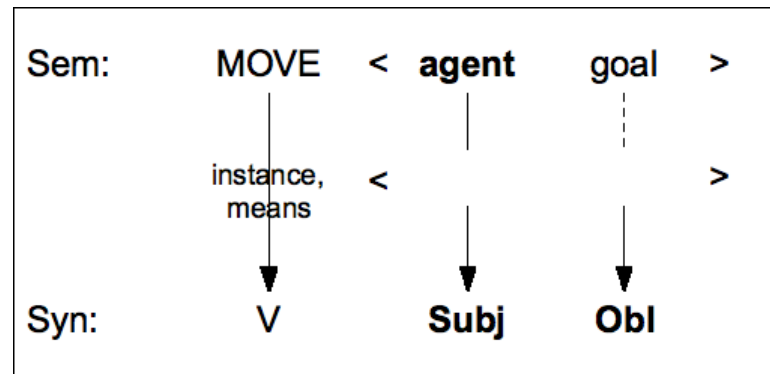 Sem: MOVE < agent goal >
instance, < >
means
Syn: V Subj Obl